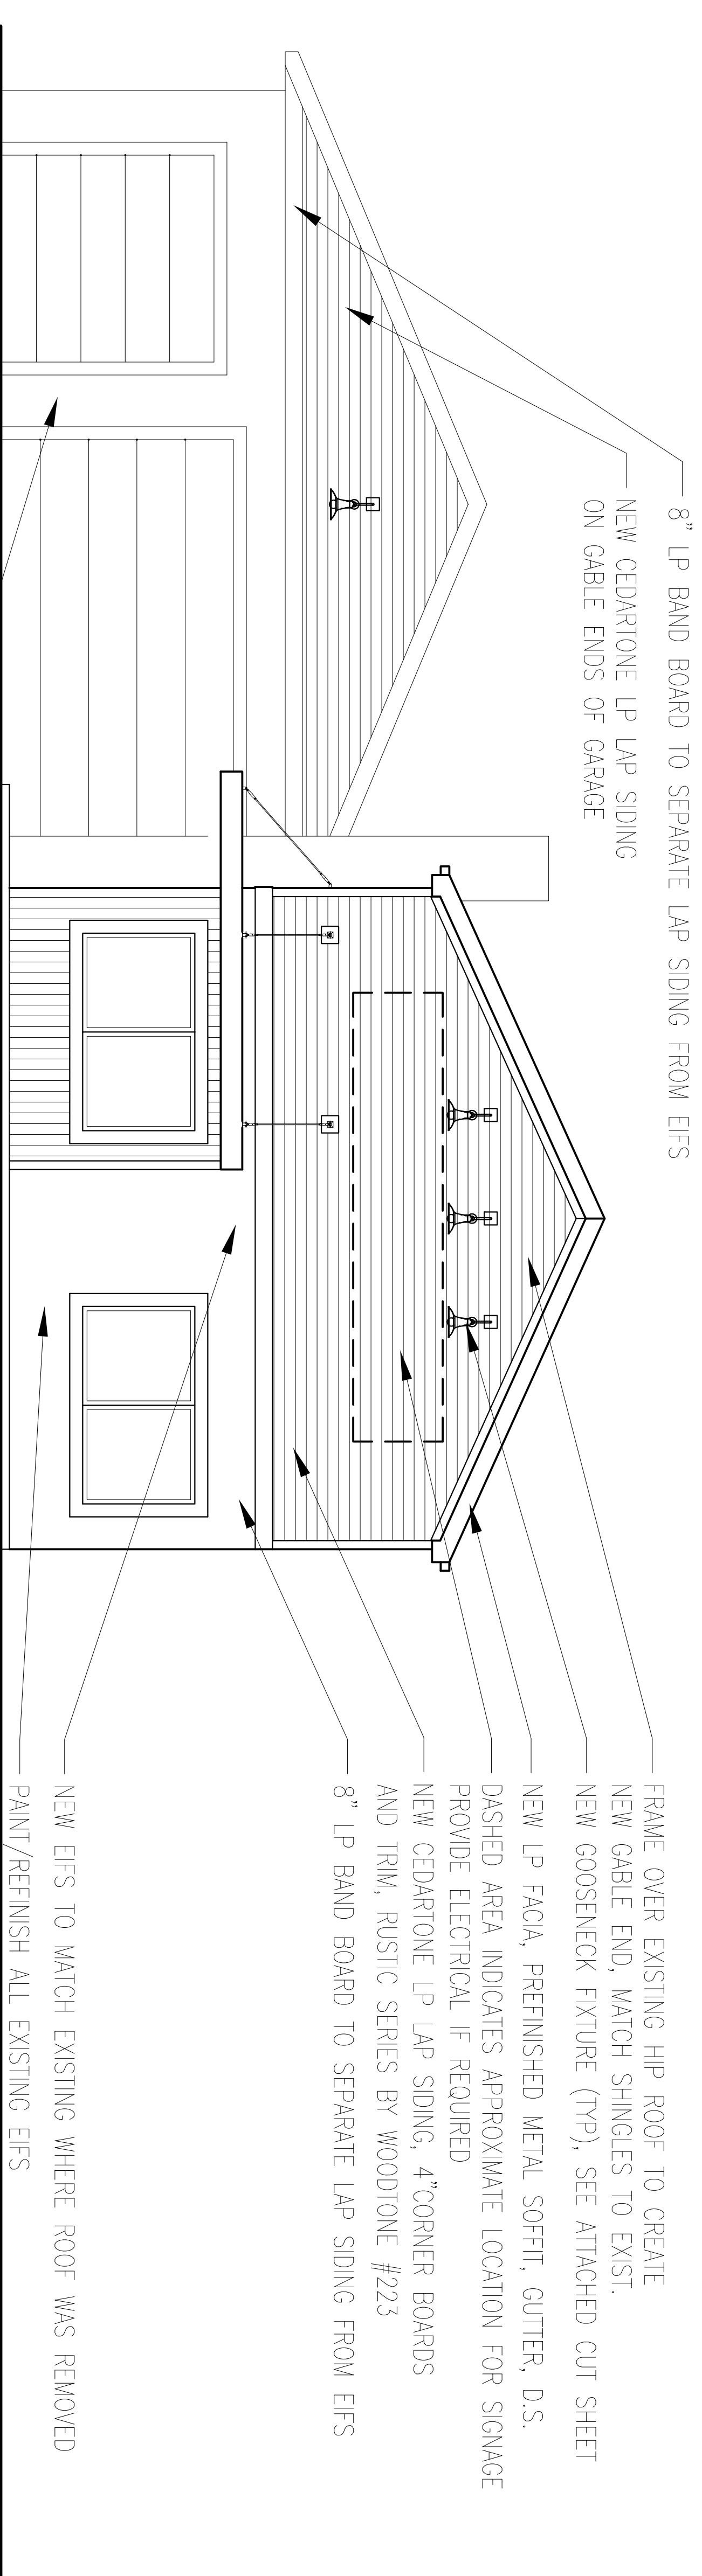 8" LP BAND BOARD TO SEPARATE LAP SIDING FROM EIFS
NEW CEDARTONE LP LAP SIDING
ON GABLE ENDS OF GARAGE
FRAME OVER EXISTING HIP ROOF TO CREATE
NEW GABLE END, MATCH SHINGLES TO EXIST.
NEW GOOSENECK FIXTURE (TYP), SEE ATTACHED CUT SHEET
NEW LP FACIA, PREFINISHED METAL SOFFIT, GUTTER, D.S.
DASHED AREA INDICATES APPROXIMATE LOCATION FOR SIGNAGE
PROVIDE ELECTRICAL IF REQUIRED
NEW CEDARTONE LP LAP SIDING, 4"CORNER BOARDS
AND TRIM, RUSTIC SERIES BY WOODTONE #223
8" LP BAND BOARD TO SEPARATE LAP SIDING FROM EIFS
NEW EIFS TO MATCH EXISTING WHERE ROOF WAS REMOVED
PAINT/REFINISH ALL EXISTING EIFS